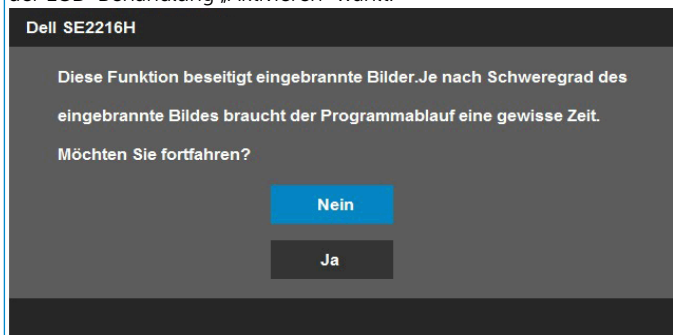 der LCD-Behandlung „Aktivieren“ wählt.
Dell SE2216H
Diese Funktion beseitigt eingebrannte Bilder.Je nach Schweregrad des
eingebrannte Bildes braucht der Programmablauf eine gewisse Zeit.
Möchten Sie fortfahren?
Nein
Ja